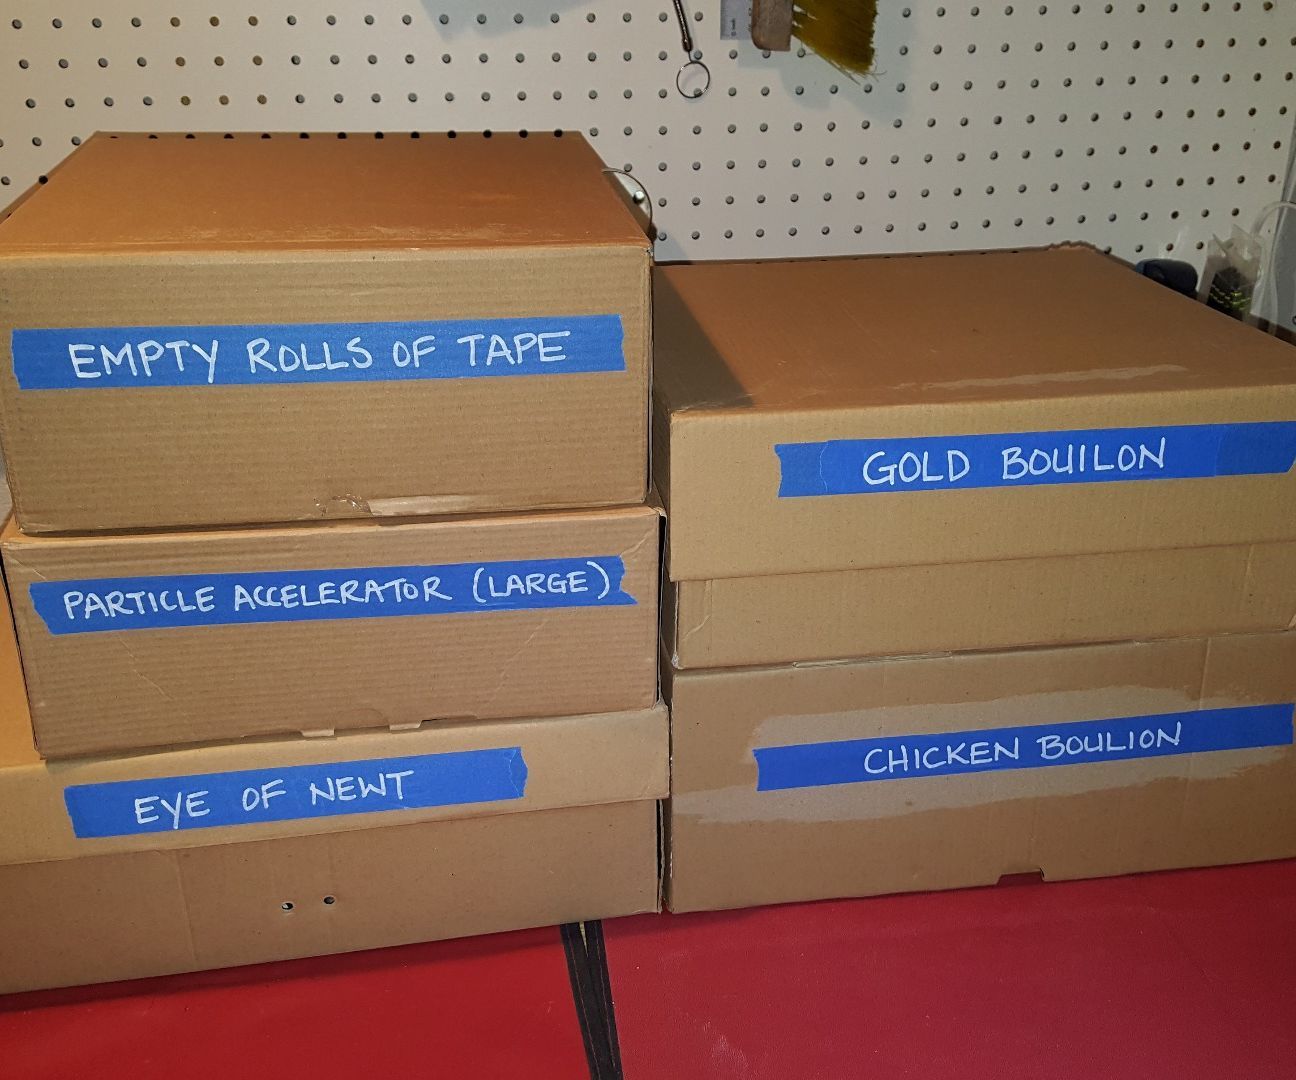 EMPTY ROLLS OF TAPE
PARTICLE ACCELERATOR (LARGE)
EYE OF NEWT
GOLD BOUILON
CHICKEN BOULION